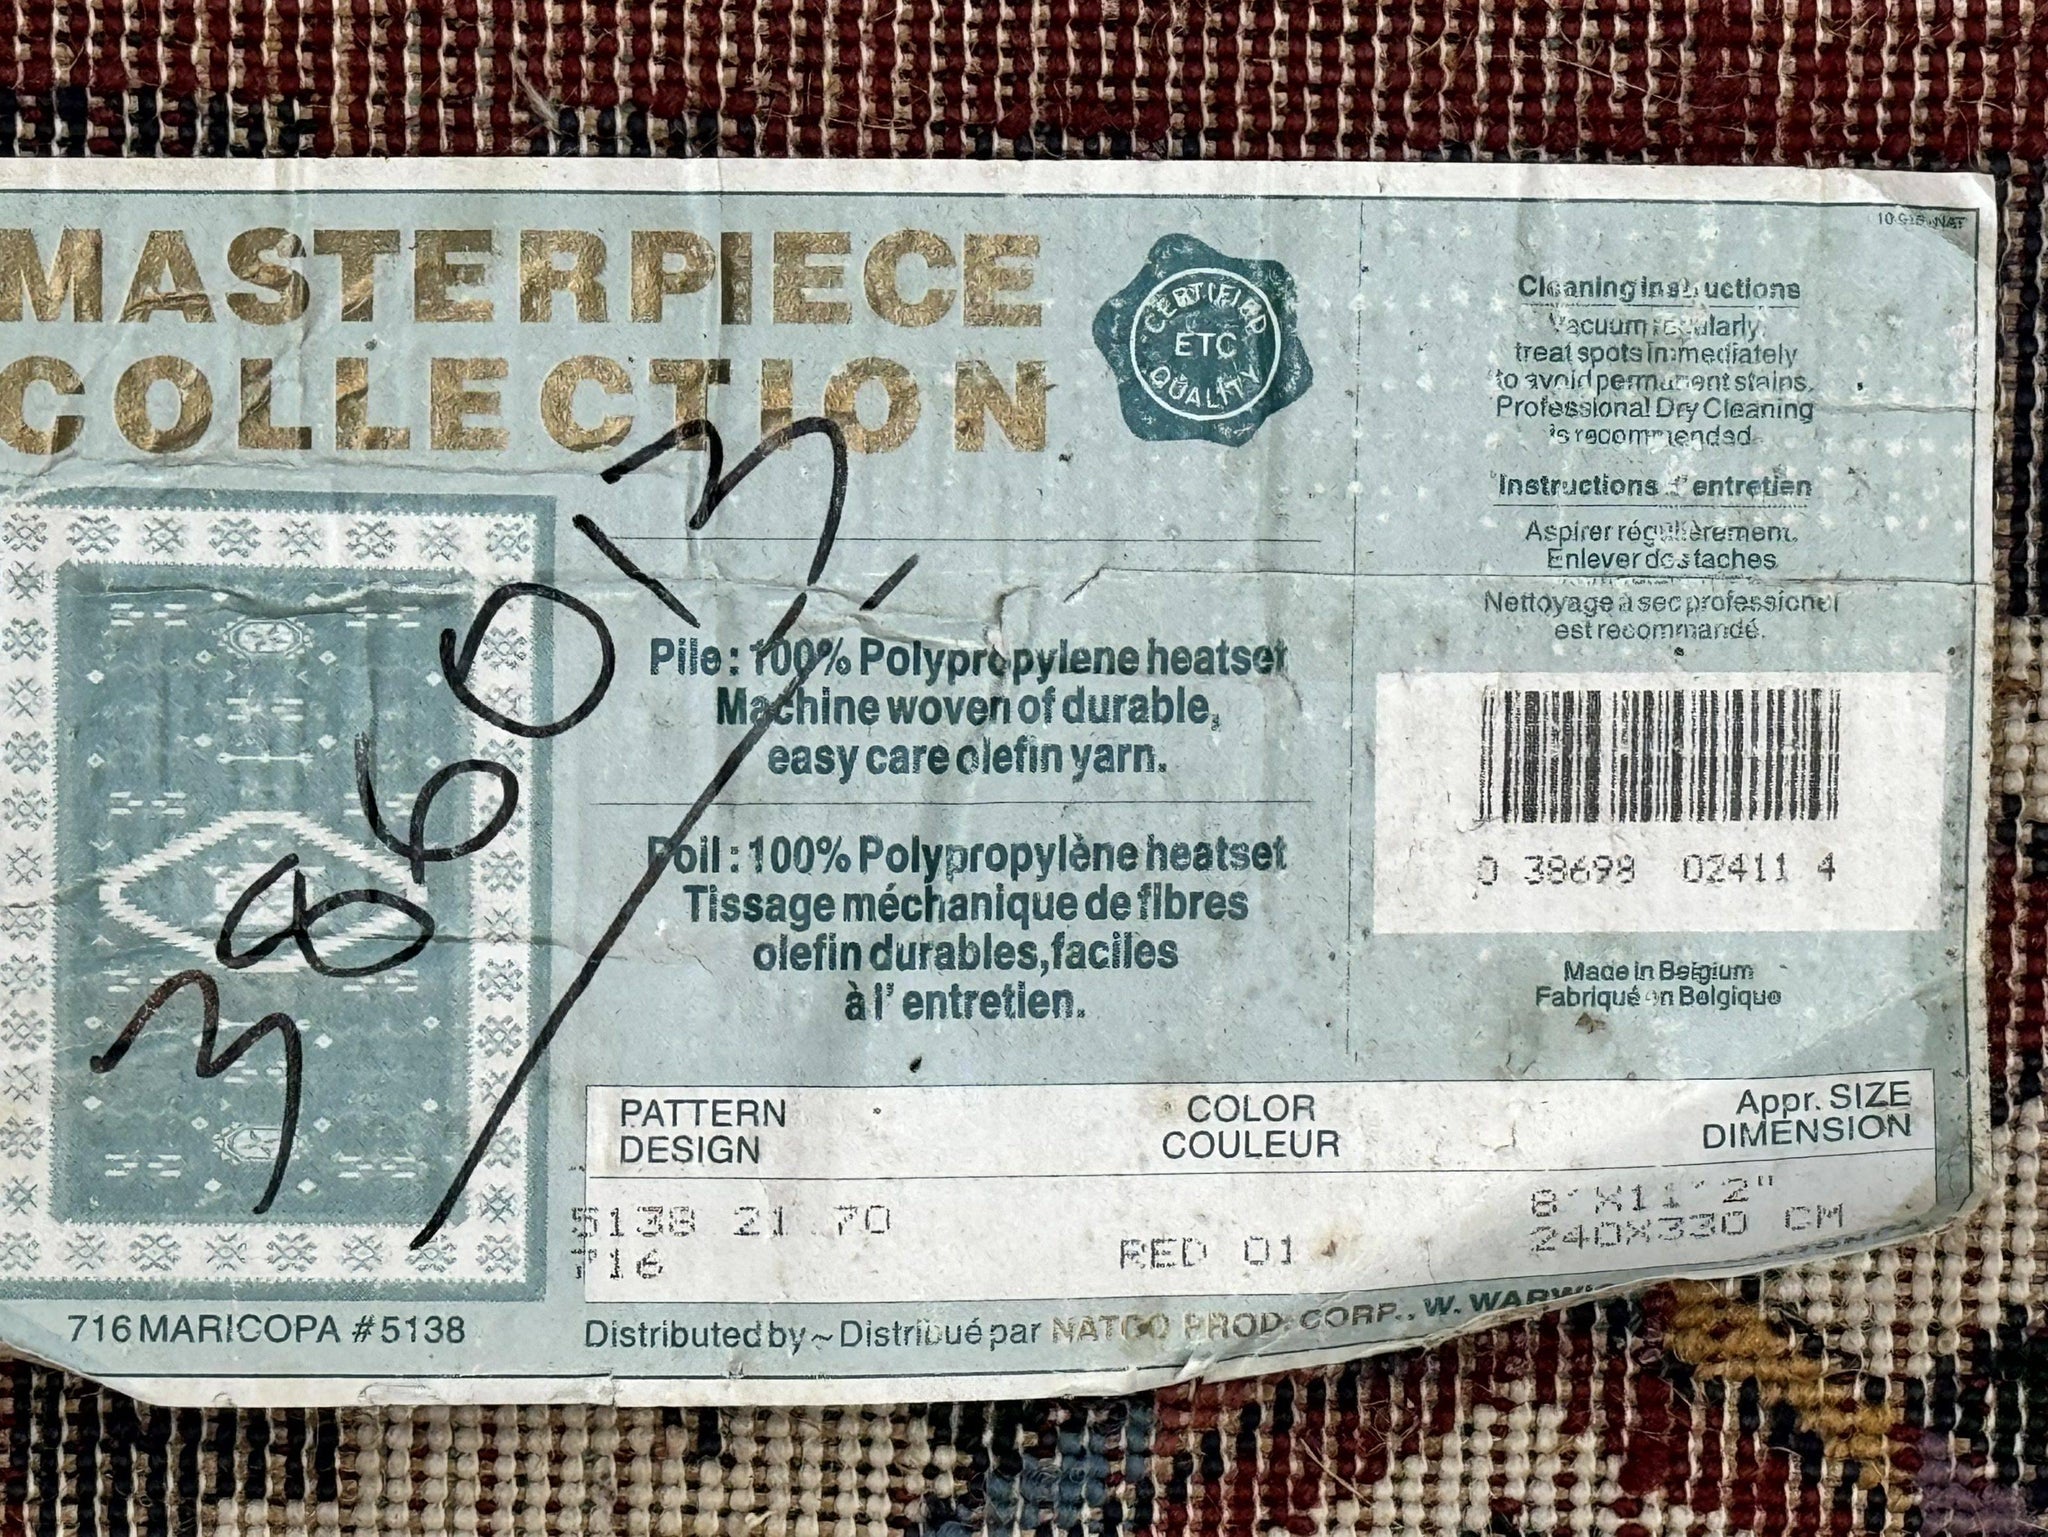 MASTERPIECE
COLLECTION
CERTIFIED
ETC
QUALITY
386013
Pile : 100% Polypropylene heatset
Machine woven of durable,
easy care olefin yarn.
Poil : 100% Polypropylène heatset
Tissage méchanique de fibres
olefin durables, faciles
à l' entretien.
Cleaning instructions
Vacuum regularly,
treat spots immediately
to avoid permanent stains.
Professional Dry Cleaning
is recommended.
Instructions d'entretien
Aspirer régulièrement.
Enlever des taches
Nettoyage à sec professionel
est recommandé.
0 38698 02411 4
Made in Belgium
Fabriqué en Belgique
PATTERN
DESIGN
COLOR
COULEUR
Appr. SIZE
DIMENSION
5138 21 70
716
RED 01
8' X11' 2"
240X330 CM
716 MARICOPA #5138
Distributed by ~ Distribué par NATCO PROD. CORP., W.